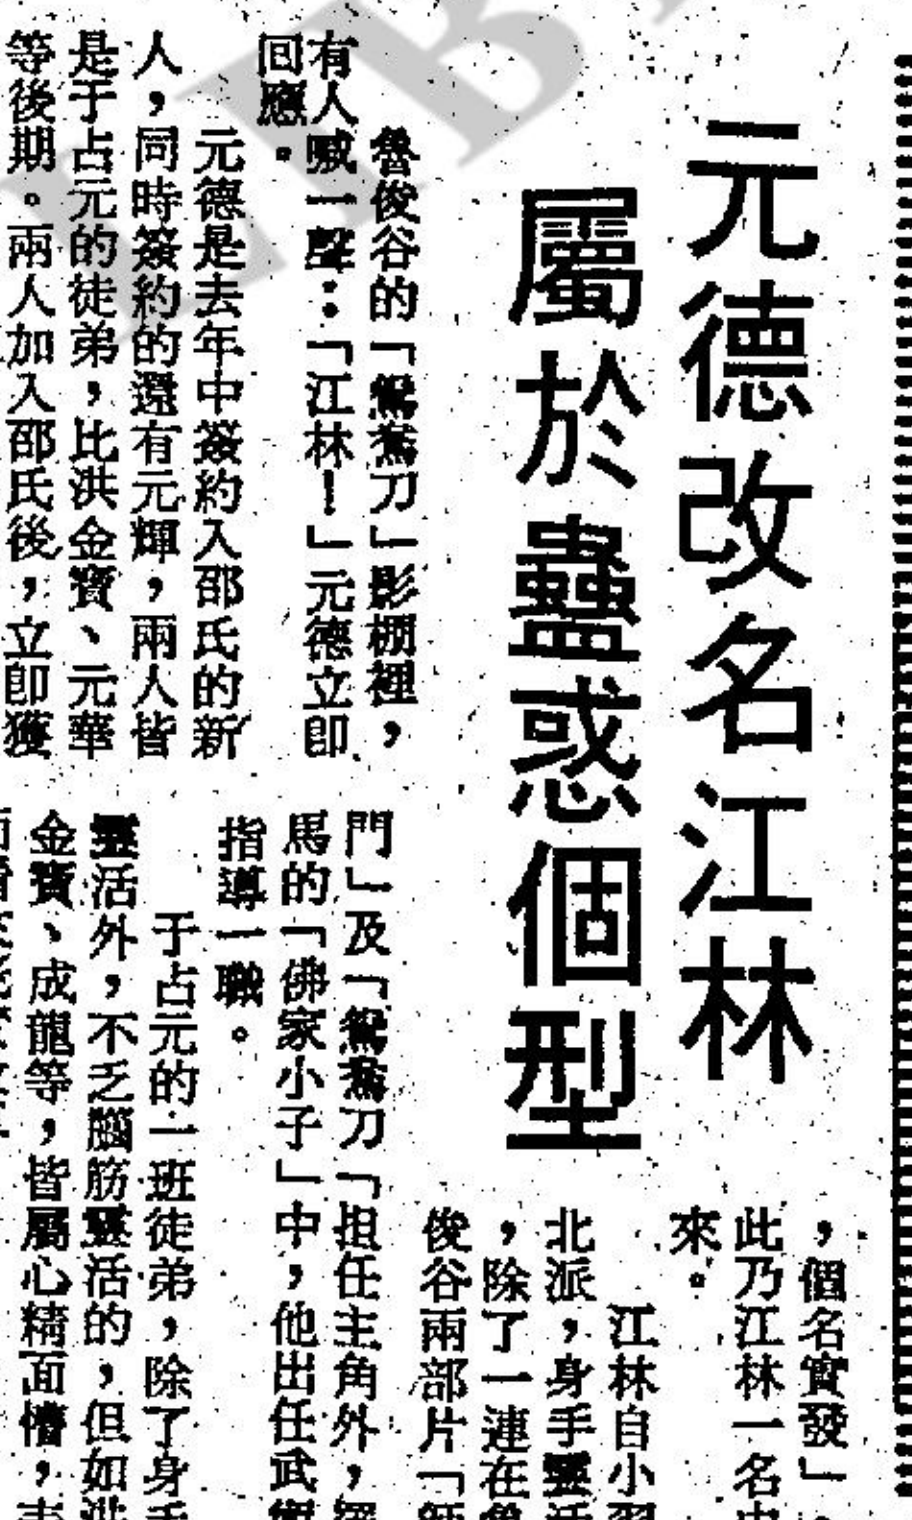 元德改名江林
屬於蠱惑個型
魯俊谷的「鴛鴦刀」影棚裡，
有人喊一聲：「江林！」元德立即
回應。
元德是去年中簽約入邵氏的新
人，同時簽約的還有元輝，兩人皆
是于占元的徒弟，比洪金寶、元華
等後期。兩人加入邵氏後，立即獲
，個名實發」
此乃江林一名
來。
江林自小
北派，身手靈活
，除了一連在
俊谷兩部片「
門」及「鴛鴦刀「担任主角外，
馬的「佛家小子」中，他出任武
指導一職。
于占元的一班徒弟，除了身手
靈活外，不乏腦筋靈活的，但如洪
金寶、成龍等，皆屬心精面懵，